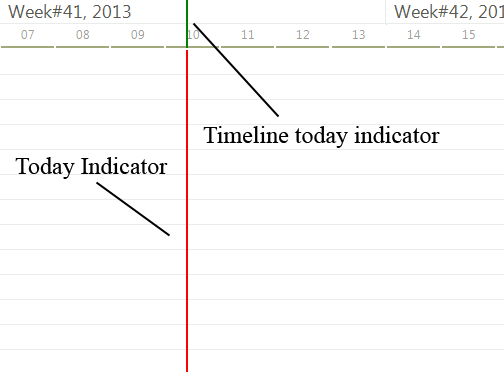 Week#41, 2013 Week#42, 201
07 08 09 10 11 12 13 14 15
Timeline today indicator
Today Indicator